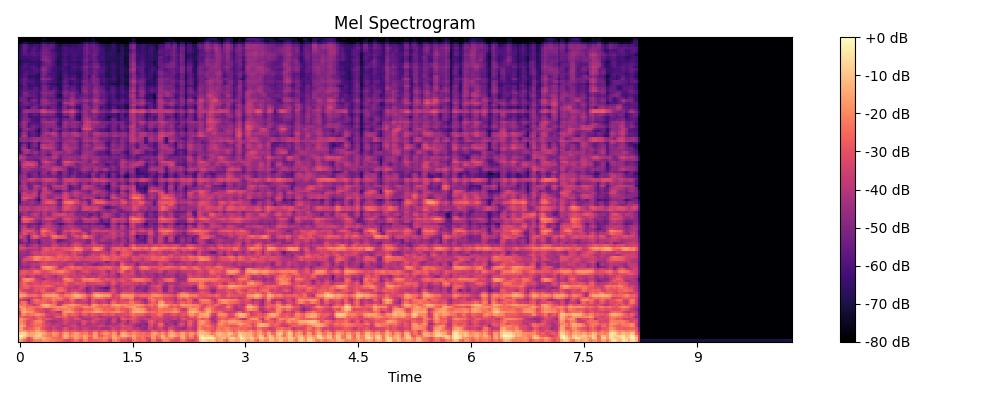 Mel Spectrogram
+0 dB
-10 dB
-20 dB
-30 dB
-40 dB
-50 dB
-60 dB
-70 dB
-80 dB
0 1.5 3 4.5 6 7.5 9
Time